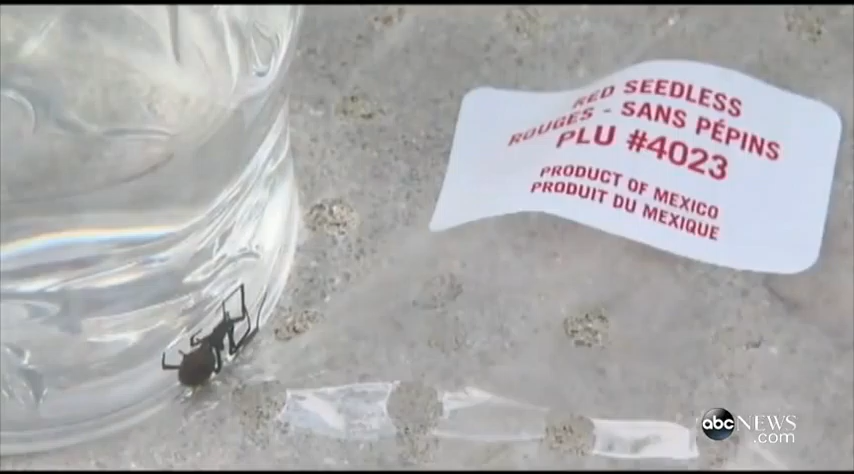 RED SEEDLESS
ROUGES - SANS PÉPINS
PLU #4023
PRODUCT OF MEXICO
PRODUIT DU MEXIQUE
abc NEWS
.com